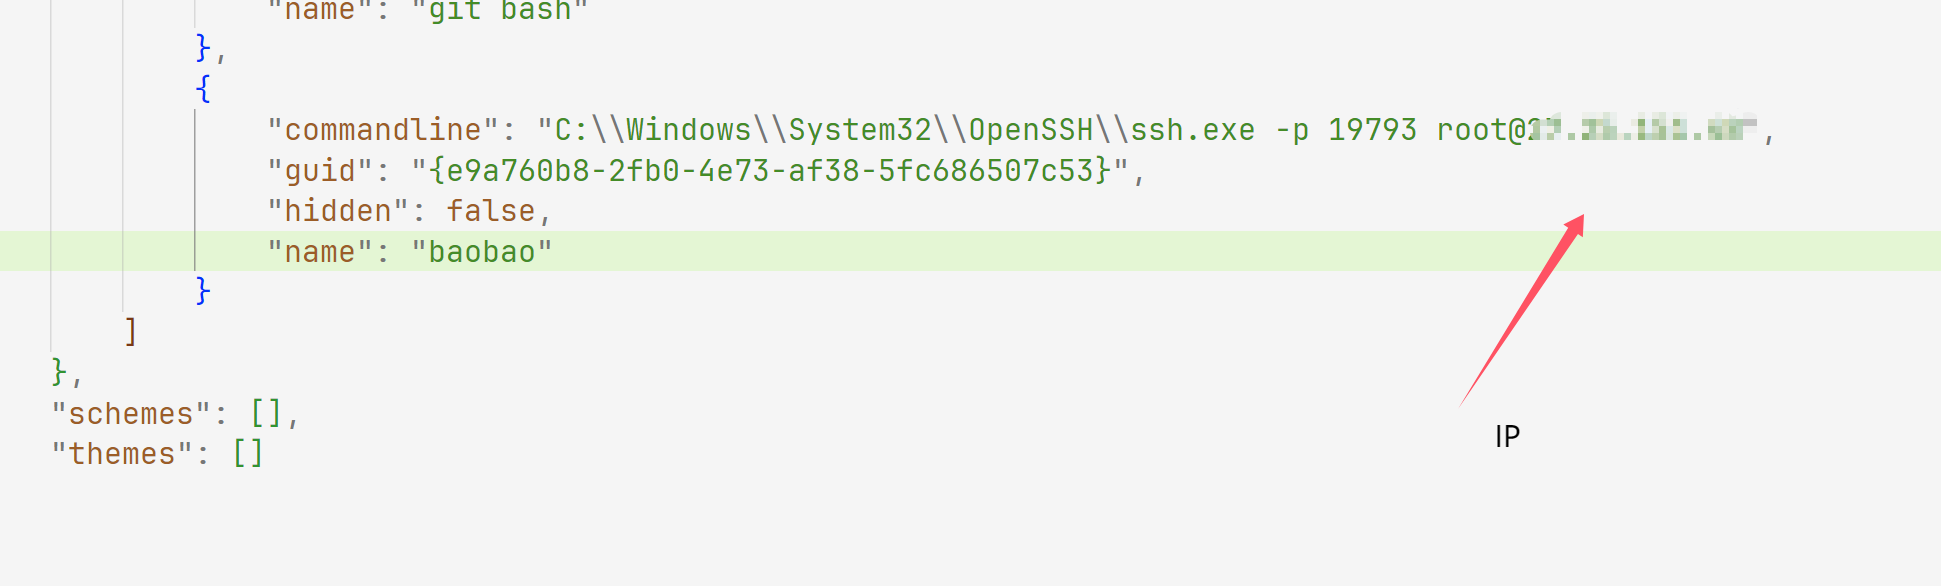 "name": "git bash"
},
{
"commandline": "C:\\Windows\\System32\\OpenSSH\\ssh.exe -p 19793 root@ ,
"guid": "{e9a760b8-2fb0-4e73-af38-5fc686507c53}",
"hidden": false,
"name": "baobao"
}
]
},
"schemes": [],
"themes": []
IP